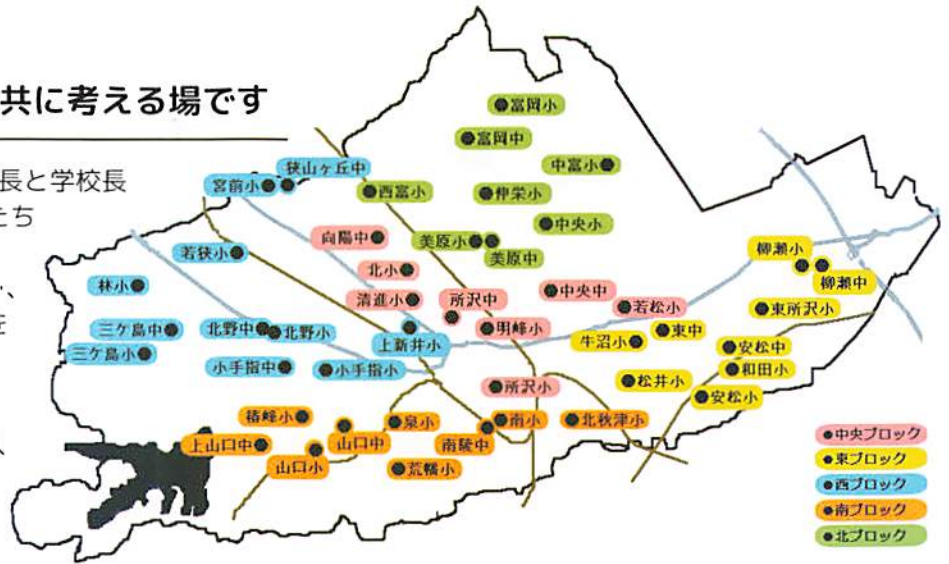 共に考える場です
長と学校長
たち
、
を
富岡小
富岡中
中富小
狭山ヶ丘中
宮前小
西富小
伸栄小
中央小
向陽中
美原小
美原中
若狭小
柳瀬小
柳瀬中
北小
林小
清進小
所沢中
中央中
若松小
東所沢小
三ケ島中
北野中
北野小
明峰小
牛沼小
東中
上新井小
安松中
三ケ島小
小手指中
小手指小
和田小
所沢小
松井小
安松小
椿峰小
泉小
南小
北秋津小
上山口中
山口中
南陵中
山口小
荒幡小
中央ブロック
東ブロック
西ブロック
南ブロック
北ブロック